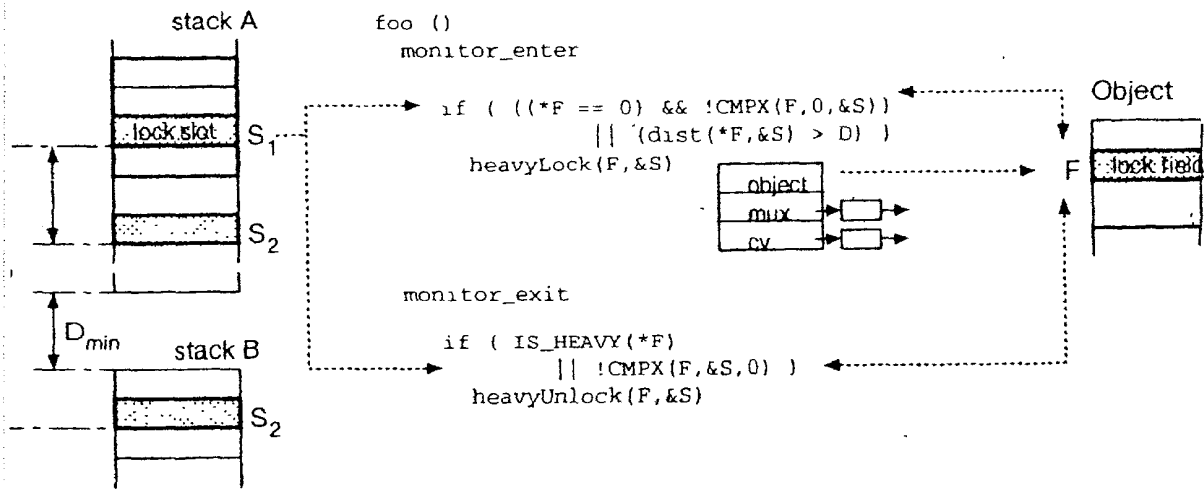 stack A
foo ()
monitor_enter
if ( ((*F == 0) && !CMPX(F,0,&S))
|| (dist(*F,&S) > D) )
heavyLock(F,&S)
Object
lock slot
S1
F
lock field
object
mux
cv
S2
monitor_exit
Dmin
stack B
if ( IS_HEAVY(*F)
|| !CMPX(F,&S,0) )
heavyUnlock(F,&S)
S2